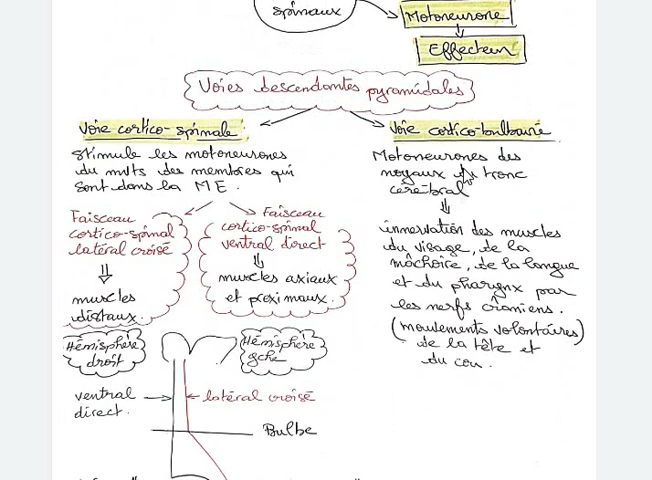 spinaux
Motoneurone
Effecteur
Voies descendantes pyramidales
Voie cortico-spinale
stimule les motoneurones
du mvts des membres qui
sont dans la ME.
Faisceau
cortico-spinal
latéral croisé
⇓
muscles
distaux.
Faisceau
cortico-spinal
ventral direct
⇓
muscles axiaux
et proximaux.
Voie cortico-bulbaire
Motoneurones des
noyaux du tronc
cérébral
⇓
innervation des muscles
du visage, de la
mâchoire, de la langue
et du pharynx par
les nerfs crâniens.
(mouvements volontaires)
de la tête et
du cou.
Hémisphère
droit
Hémisphère
gche
ventral
direct.
latéral croisé
Bulbe